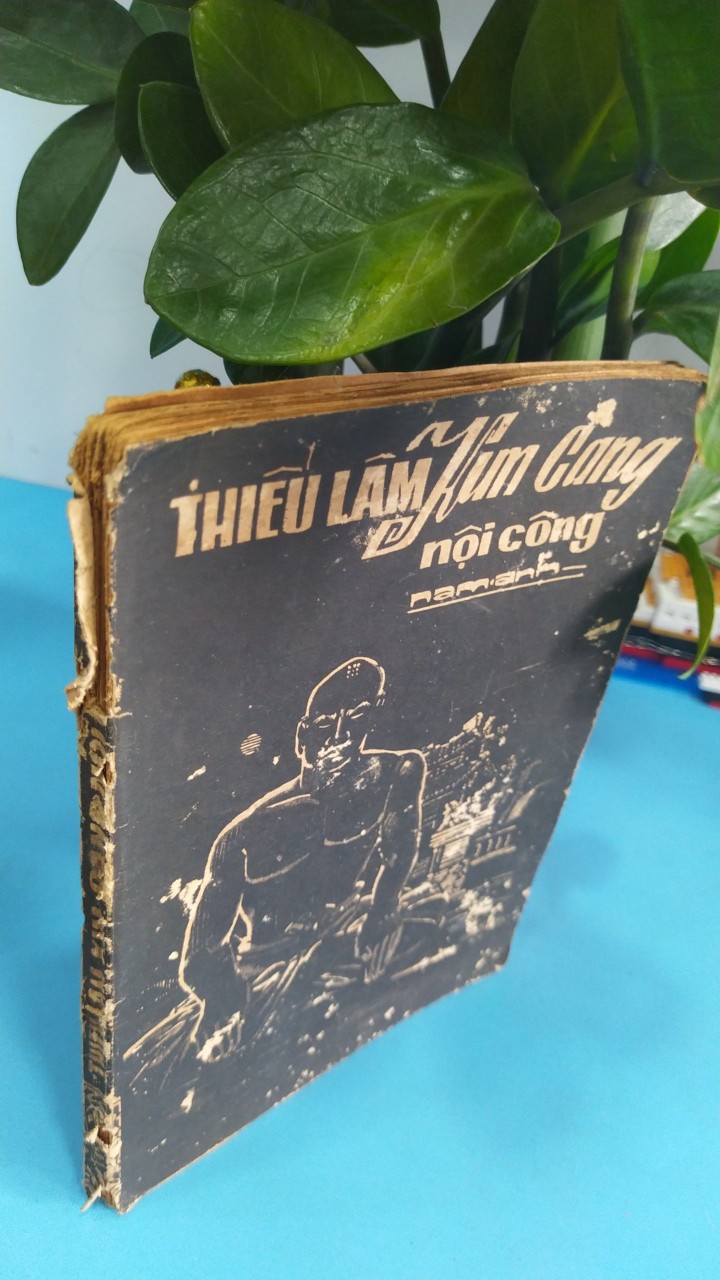 THIẾU LÂM Kim Cang
nội công
nam anh